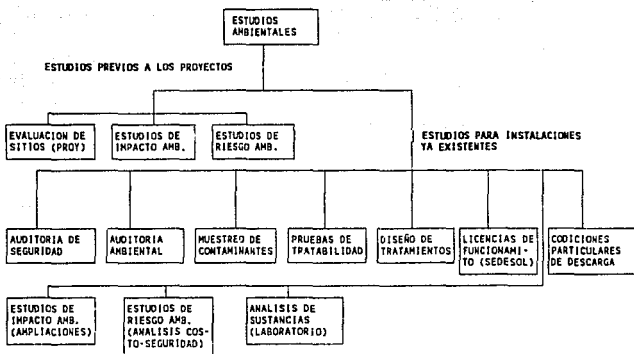 ESTUDIOS
AMBIENTALES
ESTUDIOS PREVIOS A LOS PROYECTOS
EVALUACION DE
SITIOS (PROY)
ESTUDIOS DE
IMPACTO AMB.
ESTUDIOS DE
RIESGO AMB.
ESTUDIOS PARA INSTALACIONES
YA EXISTENTES
AUDITORIA DE
SEGURIDAD
AUDITORIA
AMBIENTAL
MUESTREO DE
CONTAMINANTES
PRUEBAS DE
TRATABILIDAD
DISEÑO DE
TRATAMIENTOS
LICENCIAS DE
FUNCIONAMI-
TO (SEDESOL)
CODICIONES
PARTICULARES
DE DESCARGA
ESTUDIOS DE
IMPACTO AMB.
(AMPLIACIONES)
ESTUDIOS DE
RIESGO AMB.
(ANALISIS COS-
TO-SEGURIDAD)
ANALISIS DE
SUSTANCIAS
(LABORATORIO)